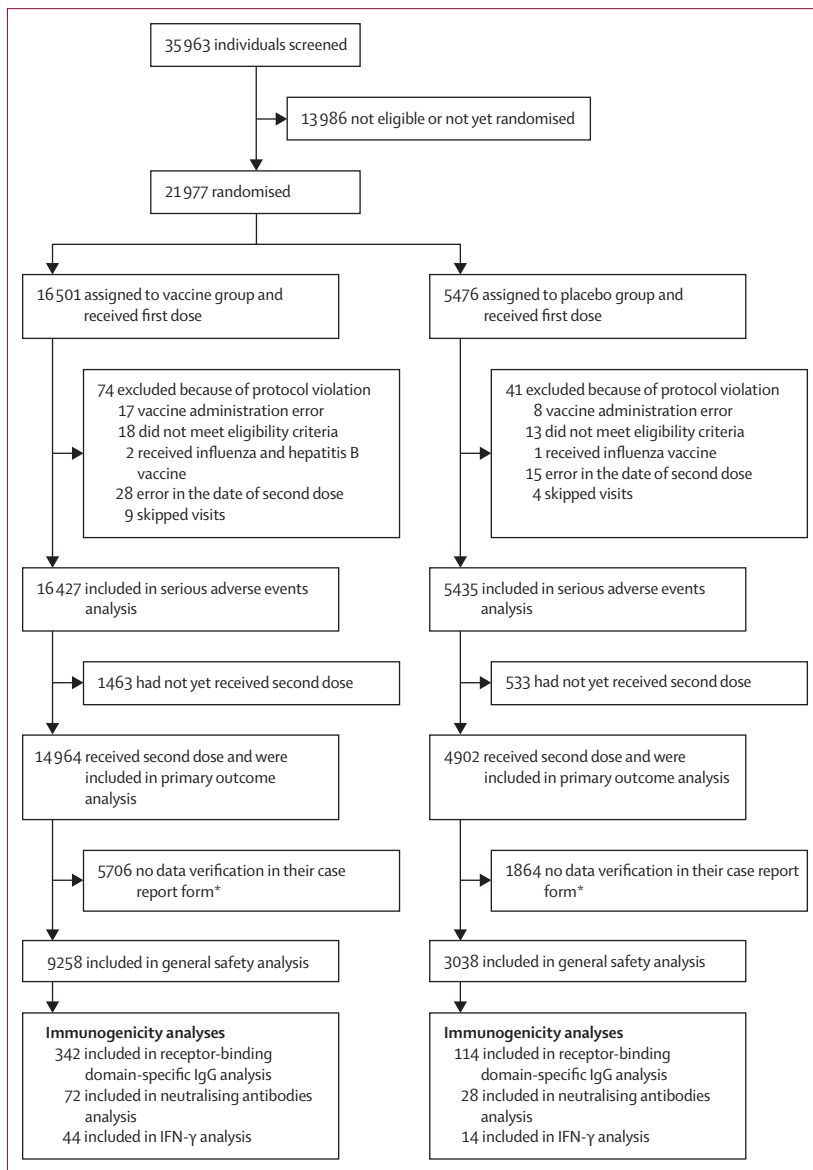 35 963 individuals screened
13 986 not eligible or not yet randomised
21 977 randomised
16 501 assigned to vaccine group and
received first dose
5476 assigned to placebo group and
received first dose
74 excluded because of protocol violation
17 vaccine administration error
18 did not meet eligibility criteria
2 received influenza and hepatitis B
vaccine
28 error in the date of second dose
9 skipped visits
41 excluded because of protocol violation
8 vaccine administration error
13 did not meet eligibility criteria
1 received influenza vaccine
15 error in the date of second dose
4 skipped visits
16 427 included in serious adverse events
analysis
5435 included in serious adverse events
analysis
1463 had not yet received second dose
533 had not yet received second dose
14 964 received second dose and were
included in primary outcome
analysis
4902 received second dose and were
included in primary outcome analysis
5706 no data verification in their case
report form*
1864 no data verification in their case report
form*
9258 included in general safety analysis
3038 included in general safety analysis
Immunogenicity analyses
342 included in receptor-binding
domain-specific IgG analysis
72 included in neutralising antibodies
analysis
44 included in IFN-γ analysis
Immunogenicity analyses
114 included in receptor-binding
domain-specific IgG analysis
28 included in neutralising antibodies
analysis
14 included in IFN-γ analysis